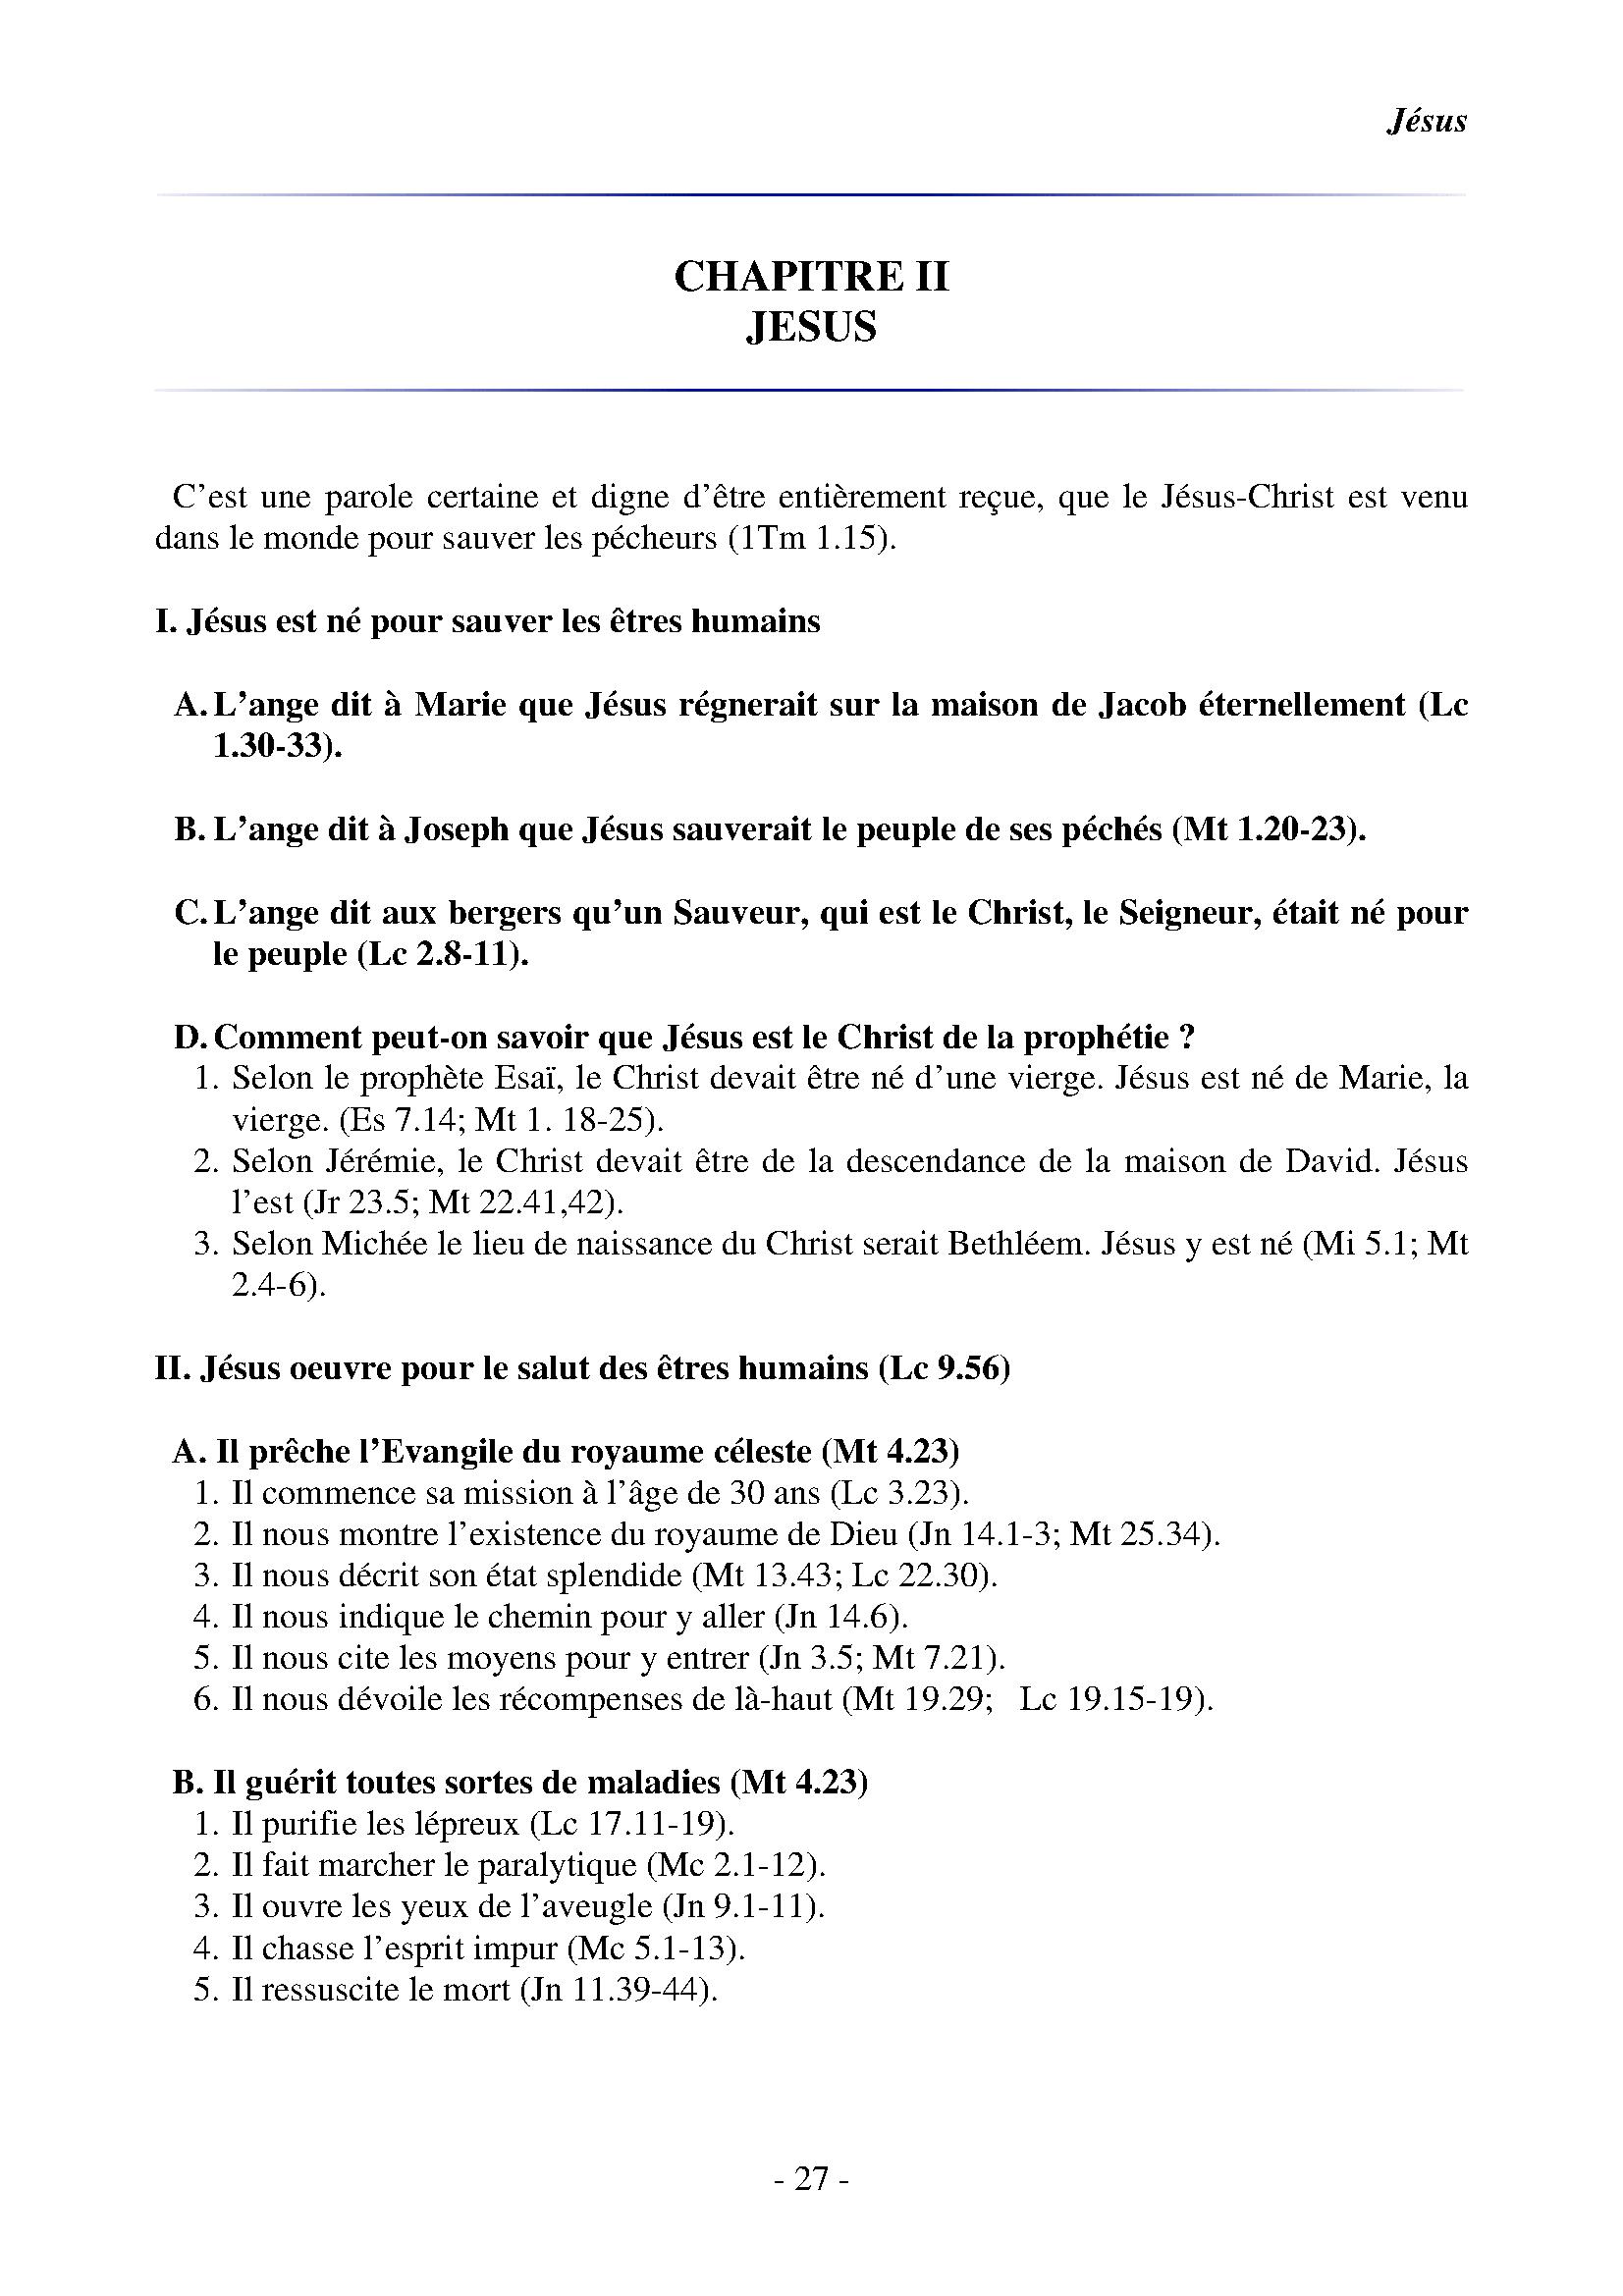 Jésus
CHAPITRE II
JESUS
C'est une parole certaine et digne d'être entièrement reçue, que le Jésus-Christ est venu
dans le monde pour sauver les pécheurs (1Tm 1.15).
I. Jésus est né pour sauver les êtres humains
A. L'ange dit à Marie que Jésus régnerait sur la maison de Jacob éternellement (Lc
1.30-33).
B. L'ange dit à Joseph que Jésus sauverait le peuple de ses péchés (Mt 1.20-23).
C. L'ange dit aux bergers qu'un Sauveur, qui est le Christ, le Seigneur, était né pour
le peuple (Lc 2.8-11).
D. Comment peut-on savoir que Jésus est le Christ de la prophétie ?
1. Selon le prophète Esaï, le Christ devait être né d'une vierge. Jésus est né de Marie, la
vierge. (Es 7.14; Mt 1. 18-25).
2. Selon Jérémie, le Christ devait être de la descendance de la maison de David. Jésus
l'est (Jr 23.5; Mt 22.41,42).
3. Selon Michée le lieu de naissance du Christ serait Bethléem. Jésus y est né (Mi 5.1; Mt
2.4-6).
II. Jésus oeuvre pour le salut des êtres humains (Lc 9.56)
A. Il prêche l'Evangile du royaume céleste (Mt 4.23)
1. Il commence sa mission à l'âge de 30 ans (Lc 3.23).
2. Il nous montre l'existence du royaume de Dieu (Jn 14.1-3; Mt 25.34).
3. Il nous décrit son état splendide (Mt 13.43; Lc 22.30).
4. Il nous indique le chemin pour y aller (Jn 14.6).
5. Il nous cite les moyens pour y entrer (Jn 3.5; Mt 7.21).
6. Il nous dévoile les récompenses de là-haut (Mt 19.29; Lc 19.15-19).
B. Il guérit toutes sortes de maladies (Mt 4.23)
1. Il purifie les lépreux (Lc 17.11-19).
2. Il fait marcher le paralytique (Mc 2.1-12).
3. Il ouvre les yeux de l'aveugle (Jn 9.1-11).
4. Il chasse l'esprit impur (Mc 5.1-13).
5. Il ressuscite le mort (Jn 11.39-44).
- 27 -